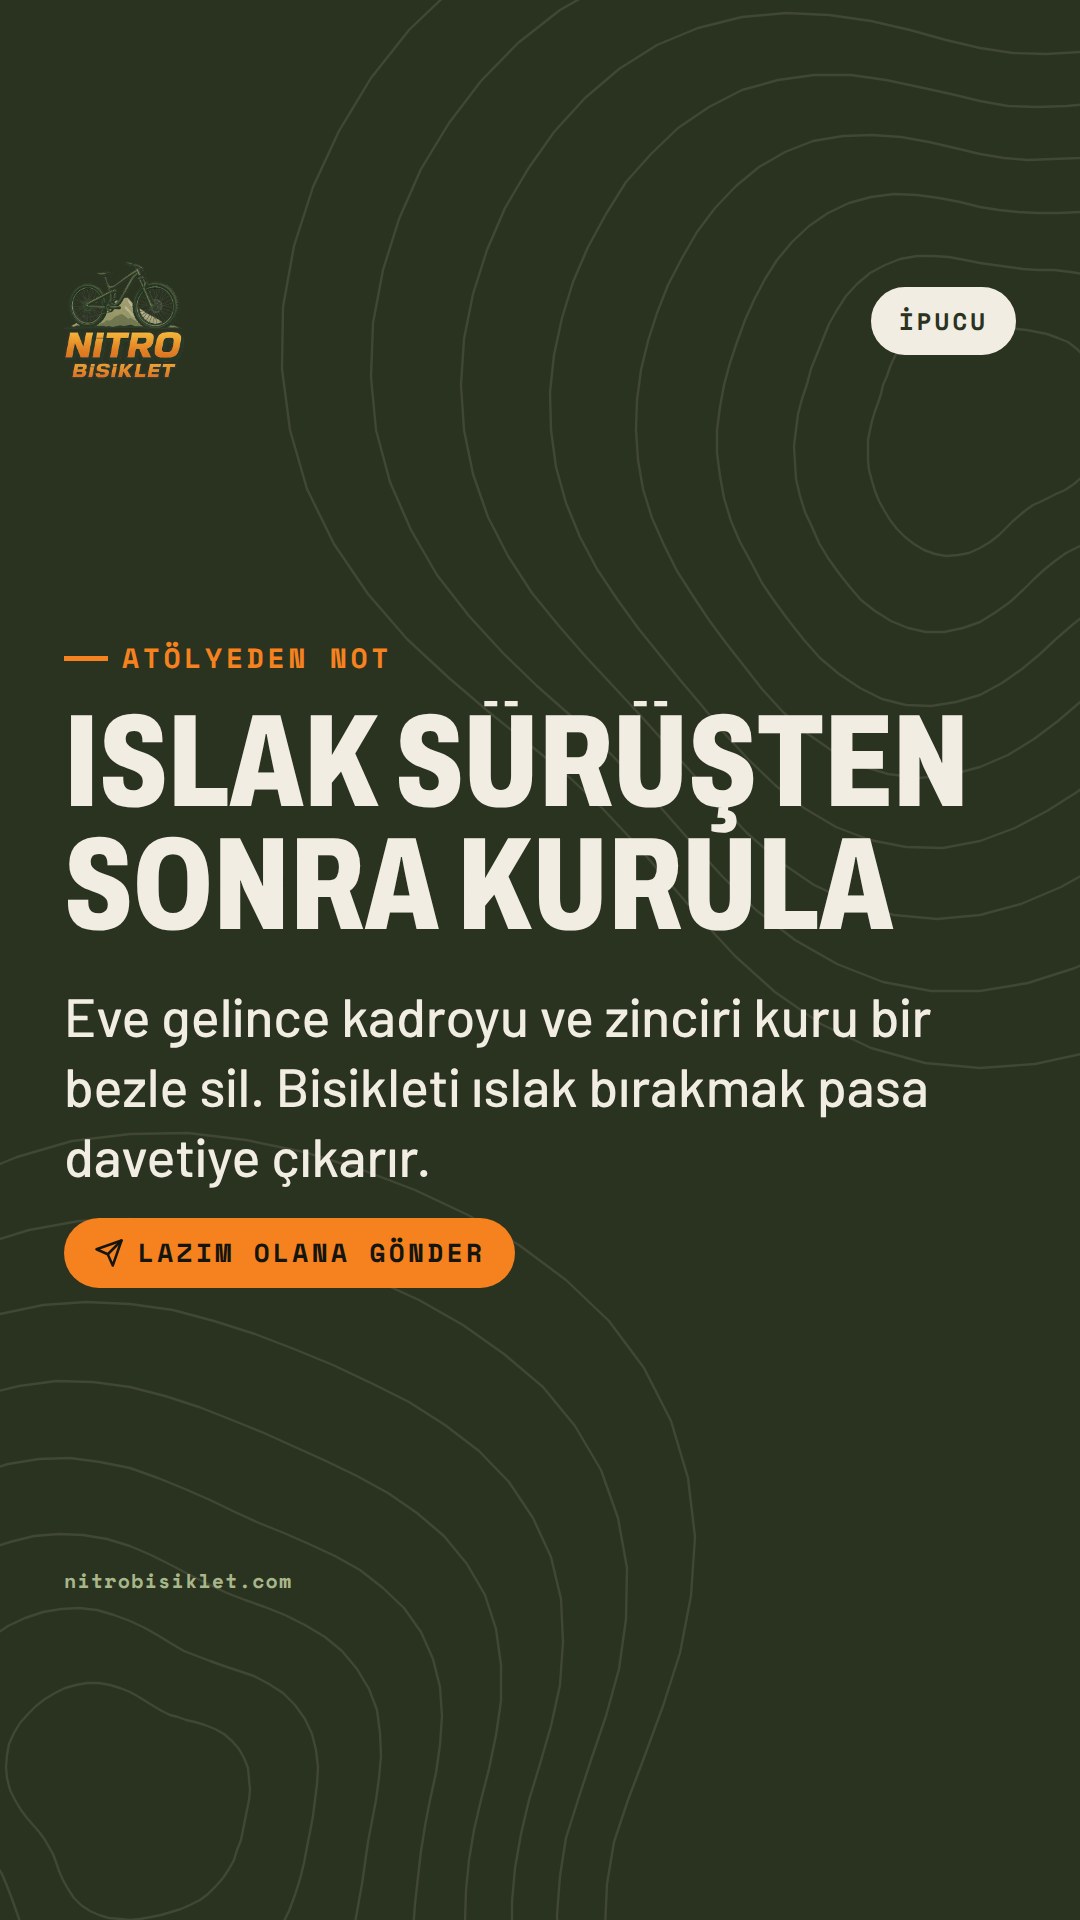 NiTRO
BiSiKLET
İPUCU
ATÖLYEDEN NOT
ISLAK SÜRÜŞTEN
SONRA KURULA
Eve gelince kadroyu ve zinciri kuru bir
bezle sil. Bisikleti ıslak bırakmak pasa
davetiye çıkarır.
LAZIM OLANA GÖNDER
nitrobisiklet.com